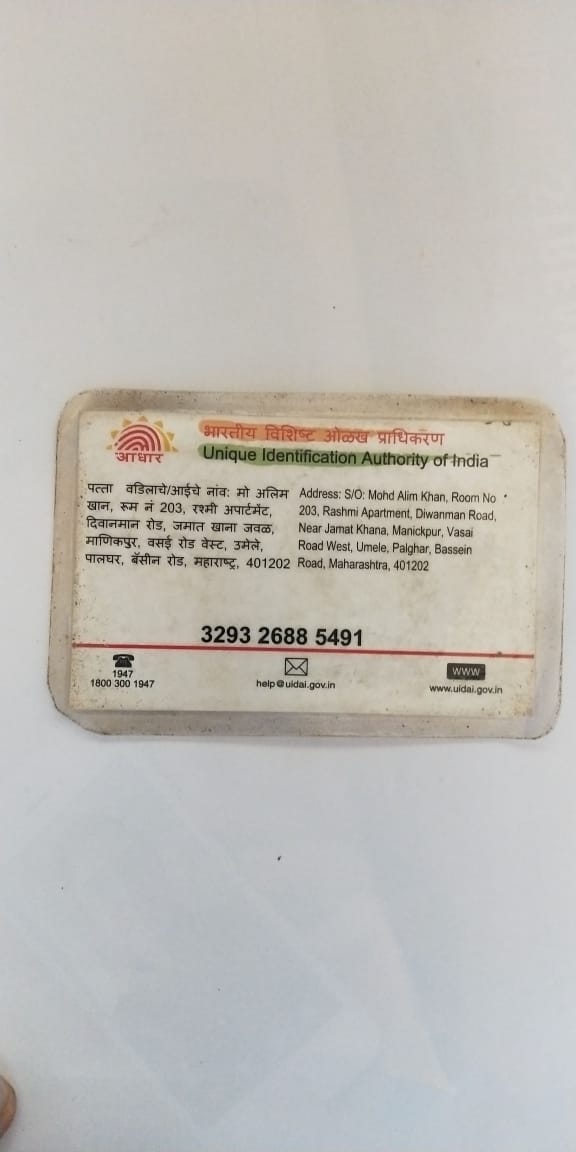 आधार
भारतीय विशिष्ट ओळख प्राधिकरण
Unique Identification Authority of India
पत्ता वडिलाचे/आईचे नांव: मो अलिम
खान, रूम नं 203, रश्मी अपार्टमेंट,
दिवानमान रोड, जमात खाना जवळ,
माणिकपुर, वसई रोड वेस्ट, उमेले,
पालघर, बॅसीन रोड, महाराष्ट्र, 401202
Address: S/O: Mohd Alim Khan, Room No
203, Rashmi Apartment, Diwanman Road,
Near Jamat Khana, Manickpur, Vasai
Road West, Umele, Palghar, Bassein
Road, Maharashtra, 401202
3293 2688 5491
1947
1800 300 1947
help@uidai.gov.in
WWW
www.uidai.gov.in